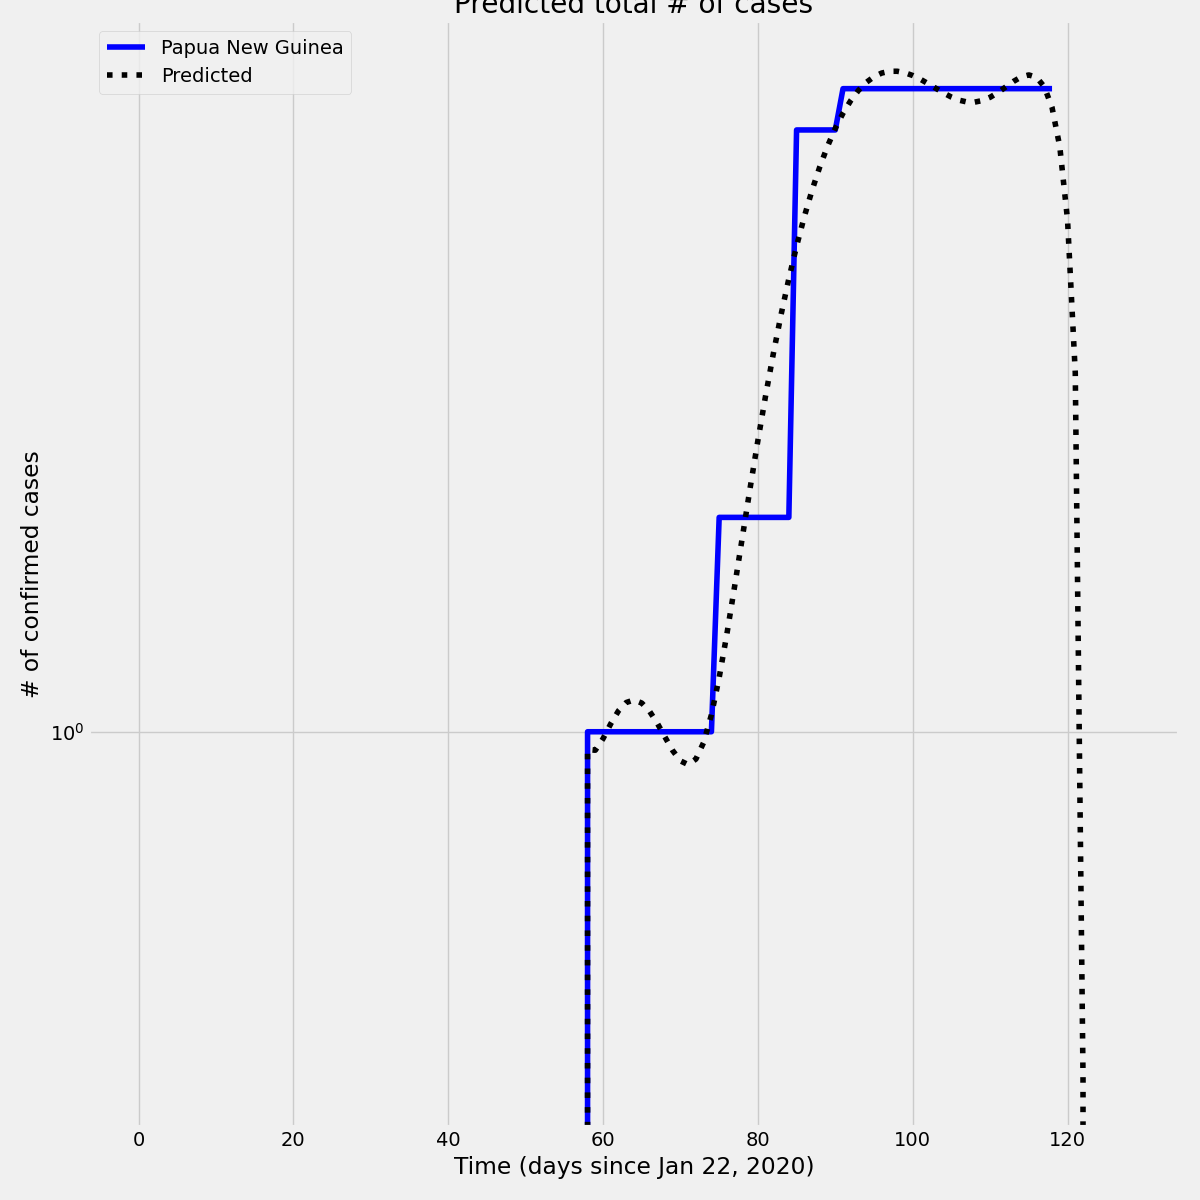 Predicted total # of cases
Papua New Guinea
Predicted
# of confirmed cases
10⁰
0 20 40 60 80 100 120
Time (days since Jan 22, 2020)